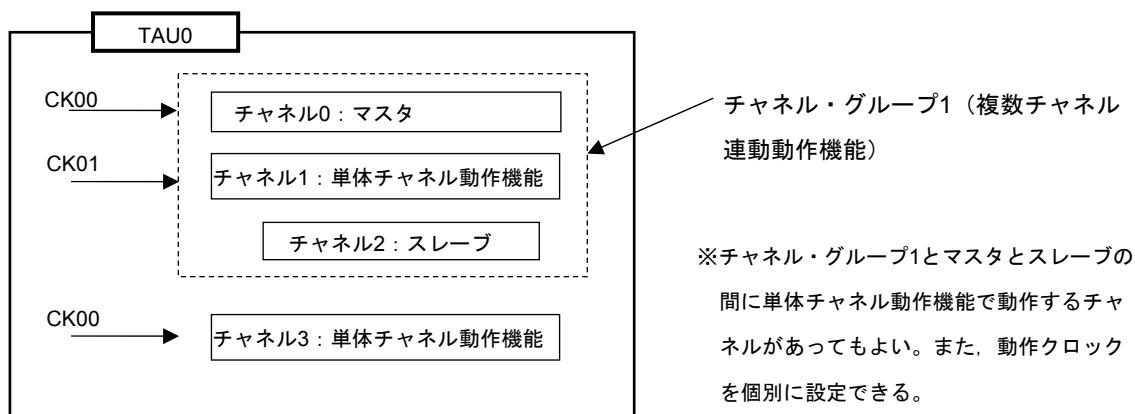 TAU0
CK00
チャネル0：マスタ
CK01
チャネル1：単体チャネル動作機能
チャネル2：スレーブ
CK00
チャネル3：単体チャネル動作機能
チャネル・グループ1（複数チャネル
連動動作機能）
※チャネル・グループ1とマスタとスレーブの
間に単体チャネル動作機能で動作するチャ
ネルがあってもよい。また，動作クロック
を個別に設定できる。